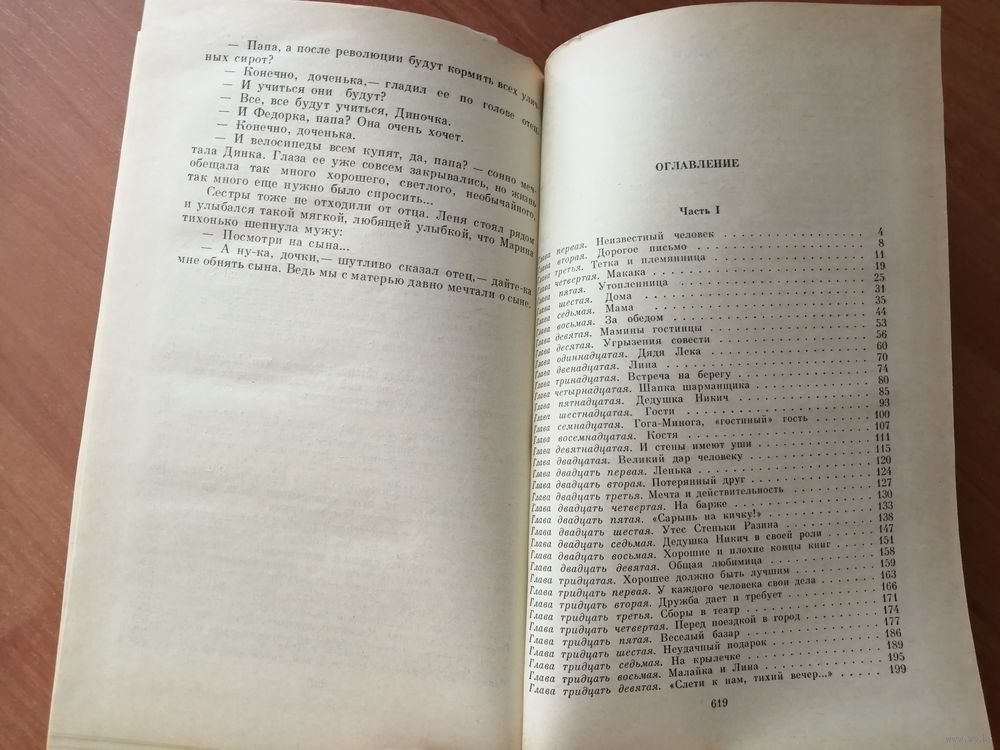 — Папа, а после революции будут кормить всех улич-
ных сирот?
— Конечно, доченька,— гладил ее по голове отец.
— И учиться они будут?
— Все, все будут учиться, Диночка.
— И Федорка, папа? Она очень хочет.
— Конечно, доченька.
— И велосипеды всем купят, да, папа? — сонно меч-
тала Динка. Глаза ее уже совсем закрывались, но жизнь
обещала так много хорошего, светлого, необычайного,
так много еще нужно было спросить...
Сестры тоже не отходили от отца. Леня стоял рядом
и улыбался такой мягкой, любящей улыбкой, что Марина
тихонько шепнула мужу:
— Посмотри на сына...
— А ну-ка, дочки,— шутливо сказал отец,— дайте-ка
мне обнять сына. Ведь мы с матерью давно мечтали о сыне.
ОГЛАВЛЕНИЕ
Часть I
Глава первая. Неизвестный человек . . . . . . . . . . 4
Глава вторая. Дорогое письмо . . . . . . . . . . 8
Глава третья. Тетка и племянница . . . . . . . . . . 11
Глава четвертая. Макака . . . . . . . . . . 19
Глава пятая. Утопленница . . . . . . . . . . 25
Глава шестая. Дома . . . . . . . . . . 31
Глава седьмая. Мама . . . . . . . . . . 35
Глава восьмая. За обедом . . . . . . . . . . 44
Глава девятая. Мамины гостинцы . . . . . . . . . . 53
Глава десятая. Угрызения совести . . . . . . . . . . 56
Глава одиннадцатая. Дядя Лека . . . . . . . . . . 60
Глава двенадцатая. Лина . . . . . . . . . . 70
Глава тринадцатая. Встреча на берегу . . . . . . . . . . 74
Глава четырнадцатая. Шапка шарманщика . . . . . . . . . . 80
Глава пятнадцатая. Дедушка Никич . . . . . . . . . . 85
Глава шестнадцатая. Гости . . . . . . . . . . 93
Глава семнадцатая. Гога-Минога, «гостиный» гость . . . . . . 100
Глава восемнадцатая. Костя . . . . . . . . . . 107
Глава девятнадцатая. И стены имеют уши . . . . . . . . . . 111
Глава двадцатая. Великий дар человеку . . . . . . . . . . 115
Глава двадцать первая. Ленька . . . . . . . . . . 120
Глава двадцать вторая. Потерянный друг . . . . . . . . . . 124
Глава двадцать третья. Мечта и действительность . . . . . . 127
Глава двадцать четвертая. На барже . . . . . . . . . . 130
Глава двадцать пятая. «Сарынь на кичку!» . . . . . . . . . . 133
Глава двадцать шестая. Утес Стеньки Разина . . . . . . . . . . 138
Глава двадцать седьмая. Дедушка Никич в своей роли . . . . . 147
Глава двадцать восьмая. Хорошие и плохие концы книг . . . . 151
Глава двадцать девятая. Общая любимица . . . . . . . . . . 158
Глава тридцатая. Хорошее должно быть лучшим . . . . . . . . 159
Глава тридцать первая. У каждого человека свои дела . . . . . 163
Глава тридцать вторая. Дружба дает и требует . . . . . . . . 166
Глава тридцать третья. Сборы в театр . . . . . . . . . . 171
Глава тридцать четвертая. Перед поездкой в город . . . . . . 174
Глава тридцать пятая. Веселый базар . . . . . . . . . . 177
Глава тридцать шестая. Неудачный подарок . . . . . . . . . . 186
Глава тридцать седьмая. На крылечке . . . . . . . . . . 189
Глава тридцать восьмая. Малайка и Лина . . . . . . . . . . 195
Глава тридцать девятая. «Слети к нам, тихий вечер...» . . . . . 199
619